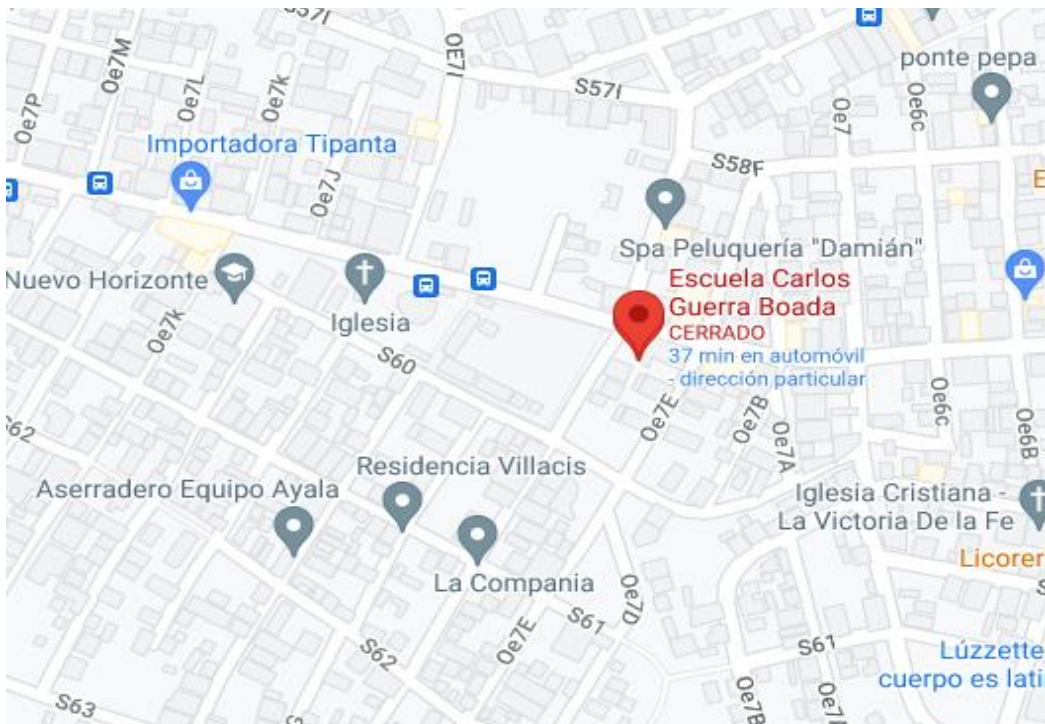 S57I
Oe7M
OE7I
Oe7P
Oe7L
Oe7k
S57I
ponte pepa
Oe7
Oe6c
Importadora Tipanta
Oe7J
S58F
E
Spa Peluquería "Damián"
Nuevo Horizonte
Iglesia
Escuela Carlos
Guerra Boada
CERRADO
37 min en automóvil
- dirección particular
Oe7k
S60
Oe7E
Oe7B
Oe7A
Oe6c
Oe6B
S62
Residencia Villacis
Aserradero Equipo Ayala
Iglesia Cristiana -
La Victoria De la Fe
La Compania
Licorer
S
Oe7D
S61
Oe7E
S62
S61
Lúzzette
cuerpo es lati
Oe7B
S63